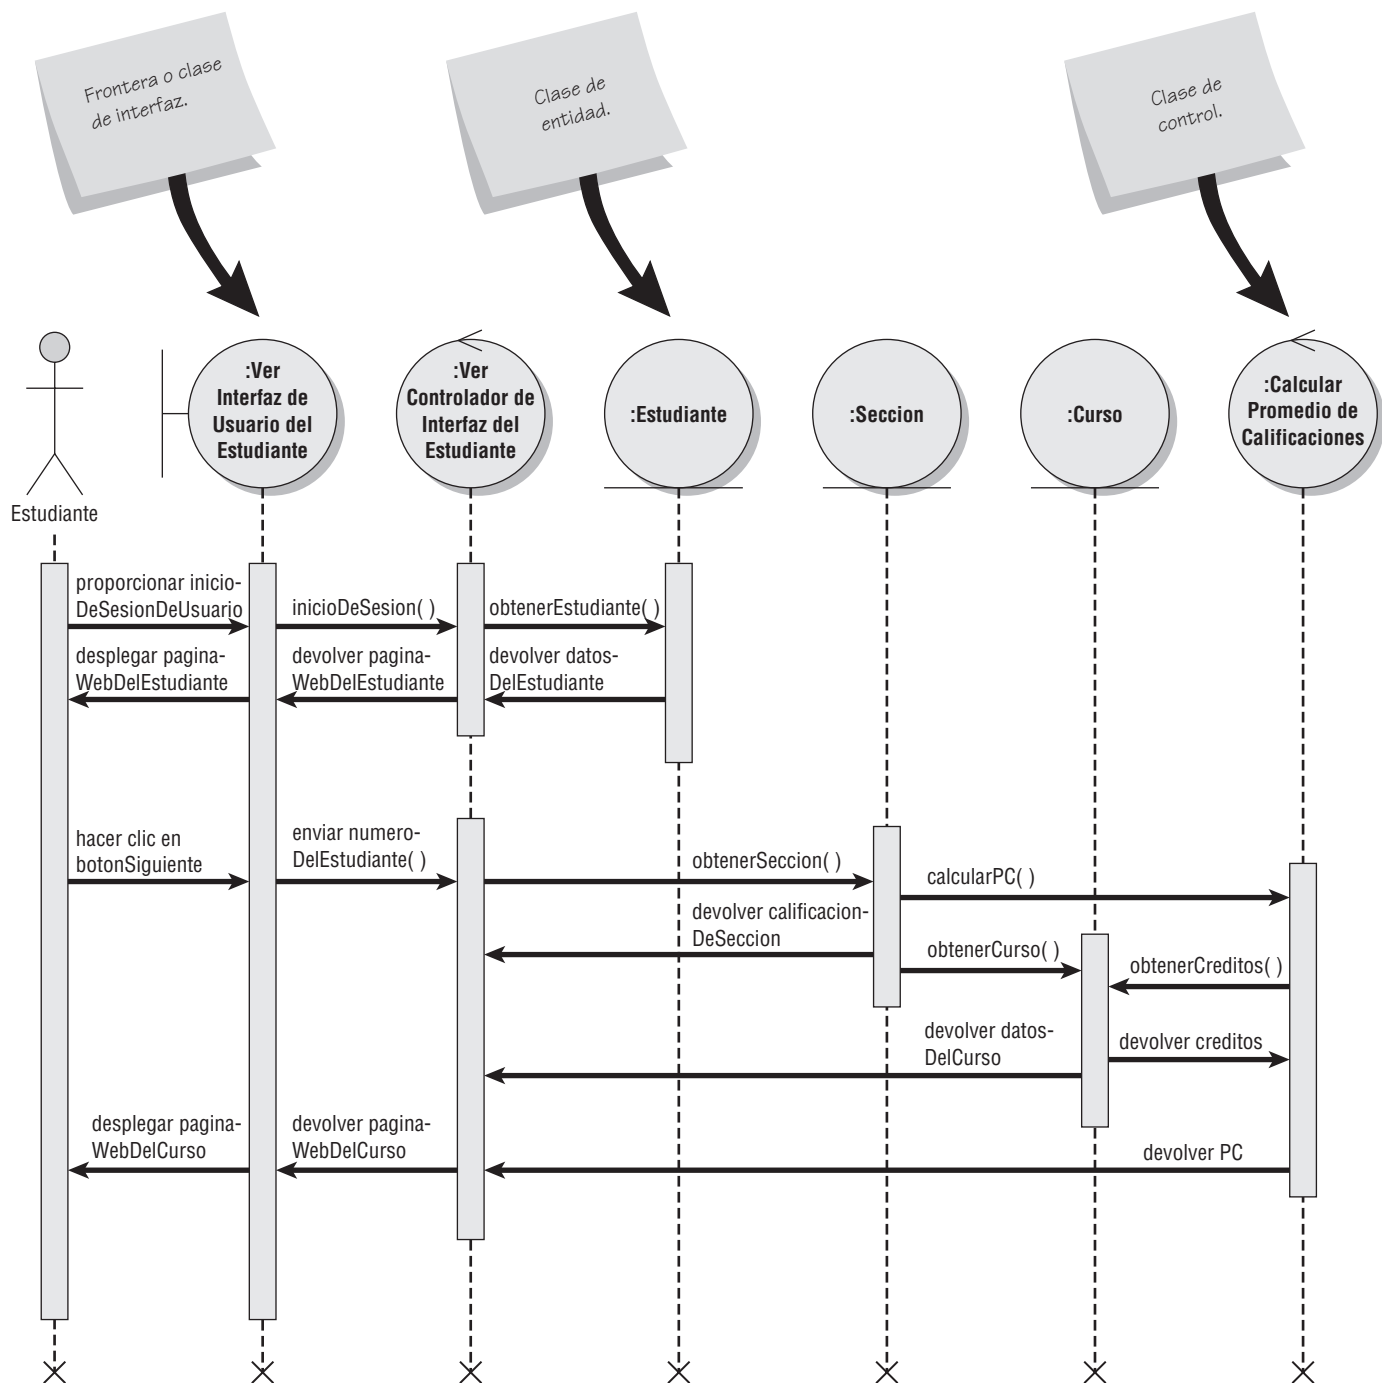 Frontera o clase
de interfaz.
Clase de
entidad.
Clase de
control.
:Ver
Interfaz de
Usuario del
Estudiante
:Ver
Controlador de
Interfaz del
Estudiante
:Estudiante
:Seccion
:Curso
:Calcular
Promedio de
Calificaciones
Estudiante
proporcionar inicio-
DeSesionDeUsuario
inicioDeSesion( )
obtenerEstudiante( )
desplegar pagina-
WebDelEstudiante
devolver pagina-
WebDelEstudiante
devolver datos-
DelEstudiante
hacer clic en
botonSiguiente
enviar numero-
DelEstudiante( )
obtenerSeccion( )
calcularPC( )
devolver calificacion-
DeSeccion
obtenerCurso( )
obtenerCreditos( )
devolver datos-
DelCurso
devolver creditos
desplegar pagina-
WebDelCurso
devolver pagina-
WebDelCurso
devolver PC